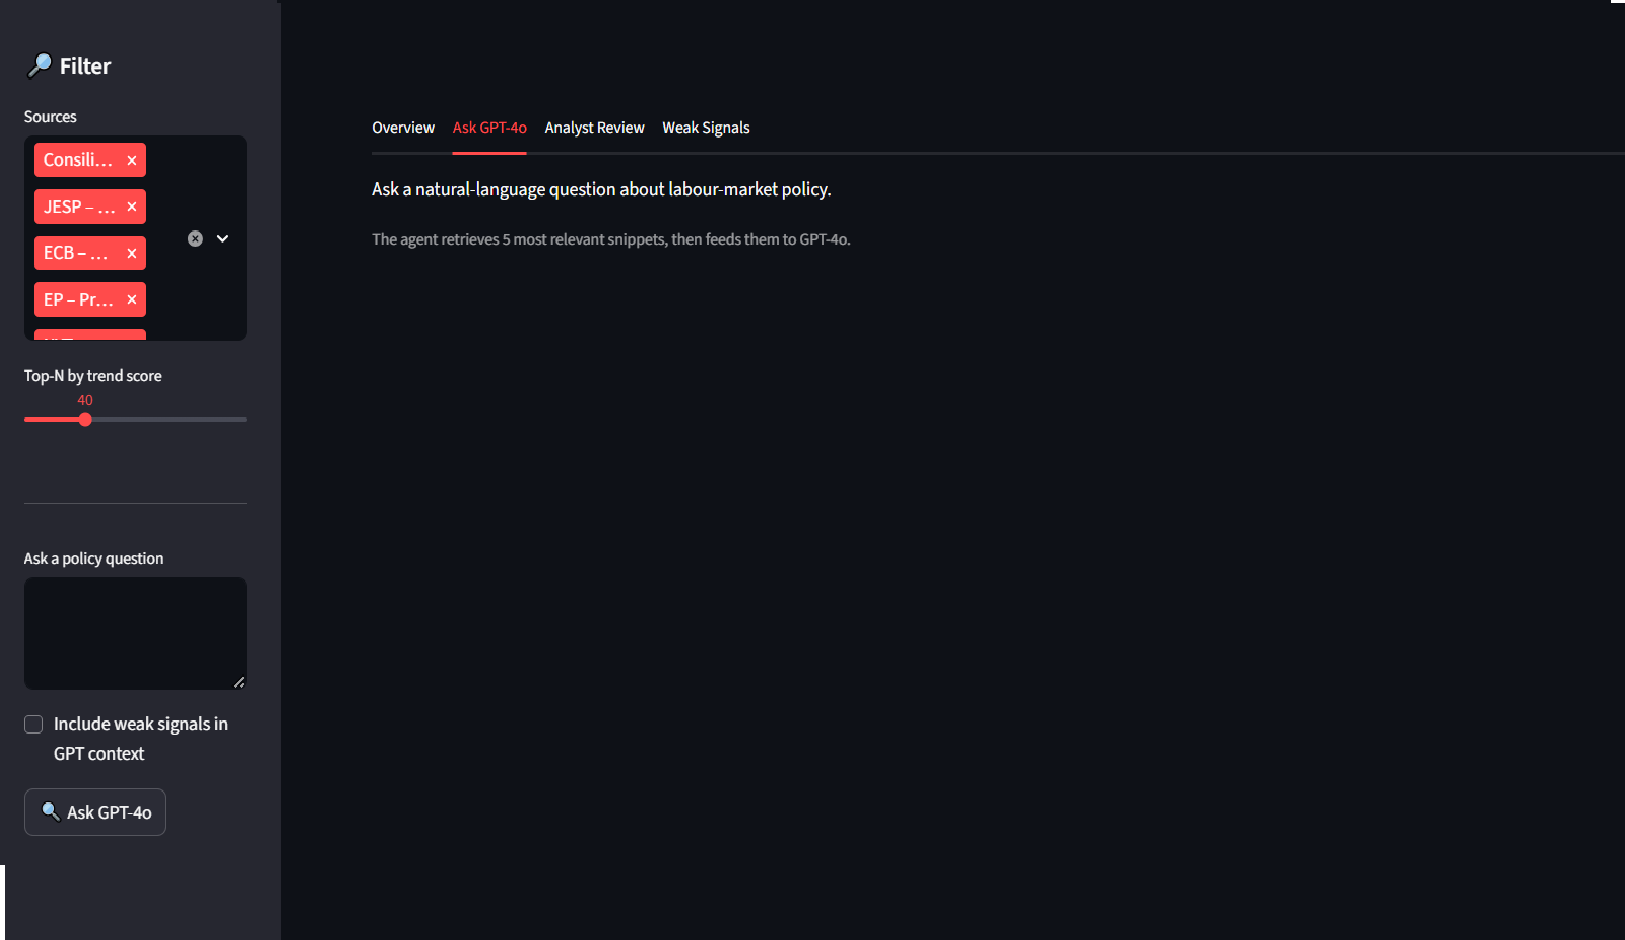 Filter
Sources
Consili...
JESP – ...
ECB – ...
EP – Pr...
Top-N by trend score
40
Ask a policy question
Include weak signals in
GPT context
Ask GPT-4o
Overview
Ask GPT-4o
Analyst Review
Weak Signals
Ask a natural-language question about labour-market policy.
The agent retrieves 5 most relevant snippets, then feeds them to GPT-4o.